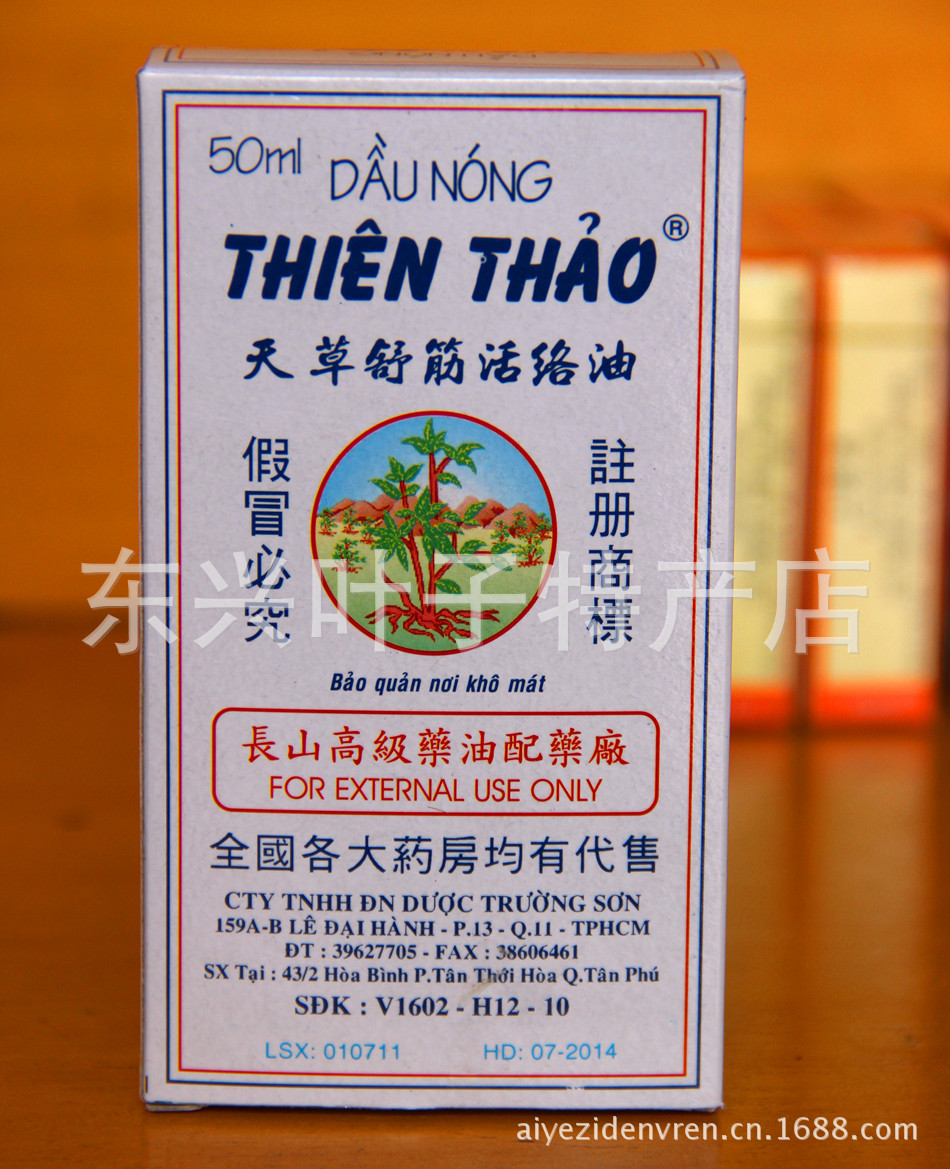 50ml
DẦU NÓNG
THIÊN THẢO®
天草舒筋活络油
假冒必究
註册商標
东兴叶子特产店
Bảo quản nơi khô mát
長山高級藥油配藥廠
FOR EXTERNAL USE ONLY
全國各大药房均有代售
CTY TNHH ĐN DƯỢC TRƯỜNG SƠN
159A-B LÊ ĐẠI HÀNH - P.13 - Q.11 - TPHCM
ĐT : 39627705 - FAX : 38606461
SX Tại : 43/2 Hòa Bình P.Tân Thới Hòa Q.Tân Phú
SĐK : V1602 - H12 - 10
LSX: 010711 HD: 07-2014
aiyezidenvren.cn.1688.com